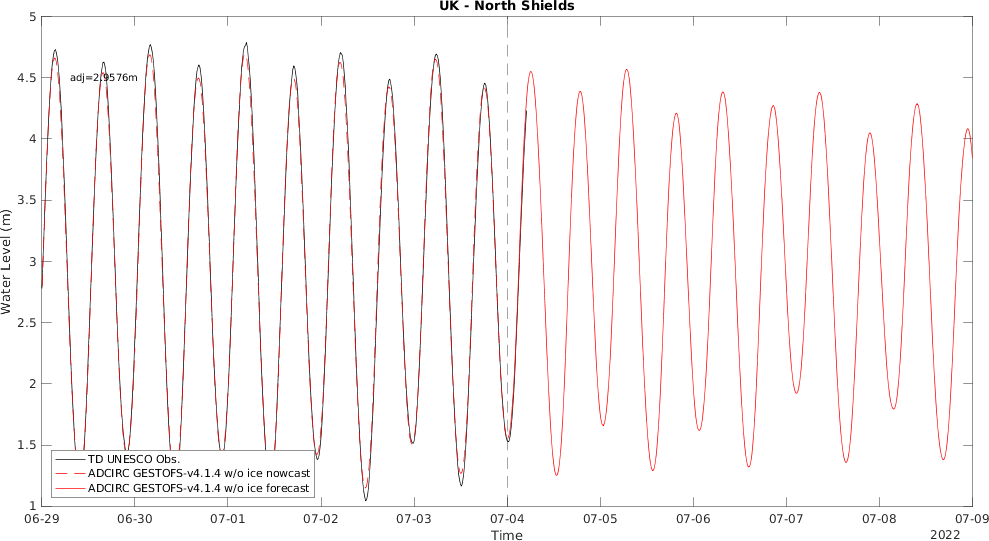 UK - North Shields
5
4.5
4
3.5
3
2.5
2
1.5
1
Water Level (m)
adj=2.9576m
TD UNESCO Obs.
ADCIRC GESTOFS-v4.1.4 w/o ice nowcast
ADCIRC GESTOFS-v4.1.4 w/o ice forecast
06-29 06-30 07-01 07-02 07-03 07-04 07-05 07-06 07-07 07-08 07-09
Time
2022